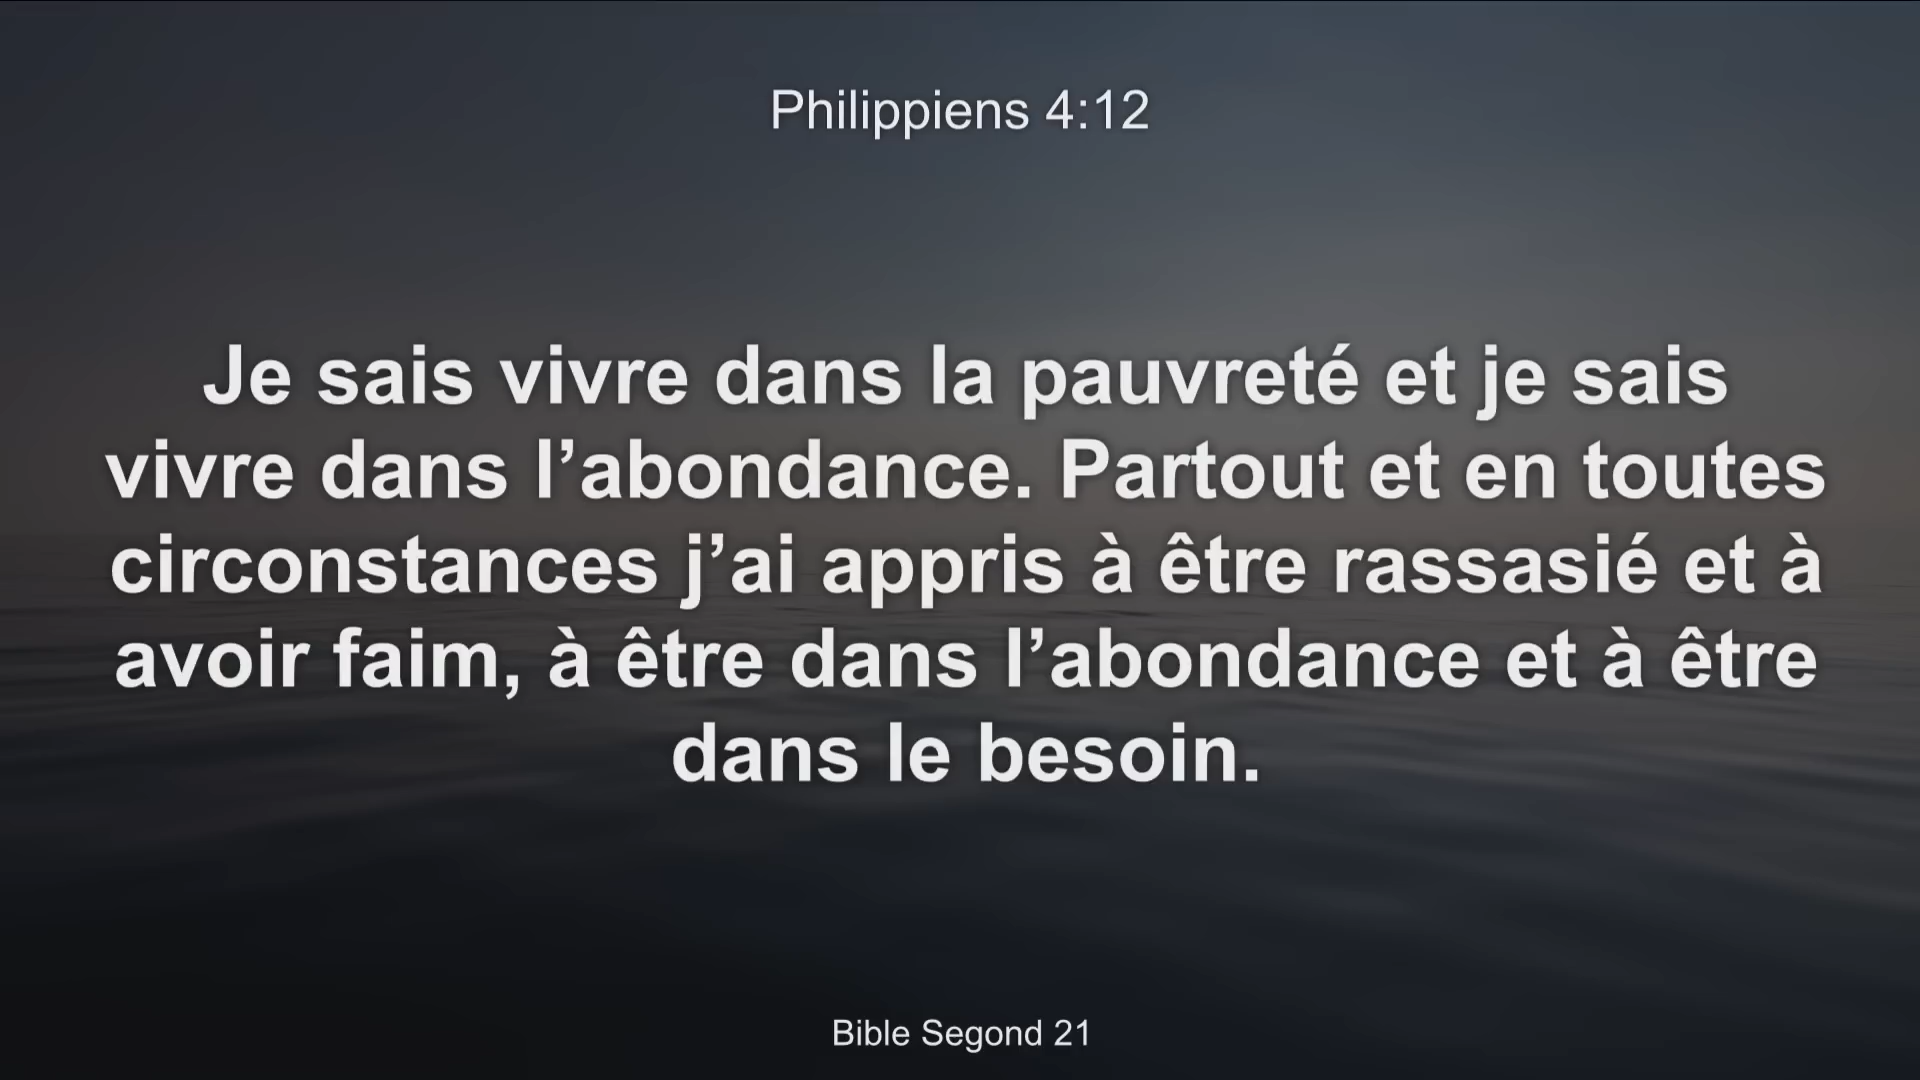 Philippiens 4:12
Je sais vivre dans la pauvreté et je sais
vivre dans l’abondance. Partout et en toutes
circonstances j’ai appris à être rassasié et à
avoir faim, à être dans l’abondance et à être
dans le besoin.
Bible Segond 21